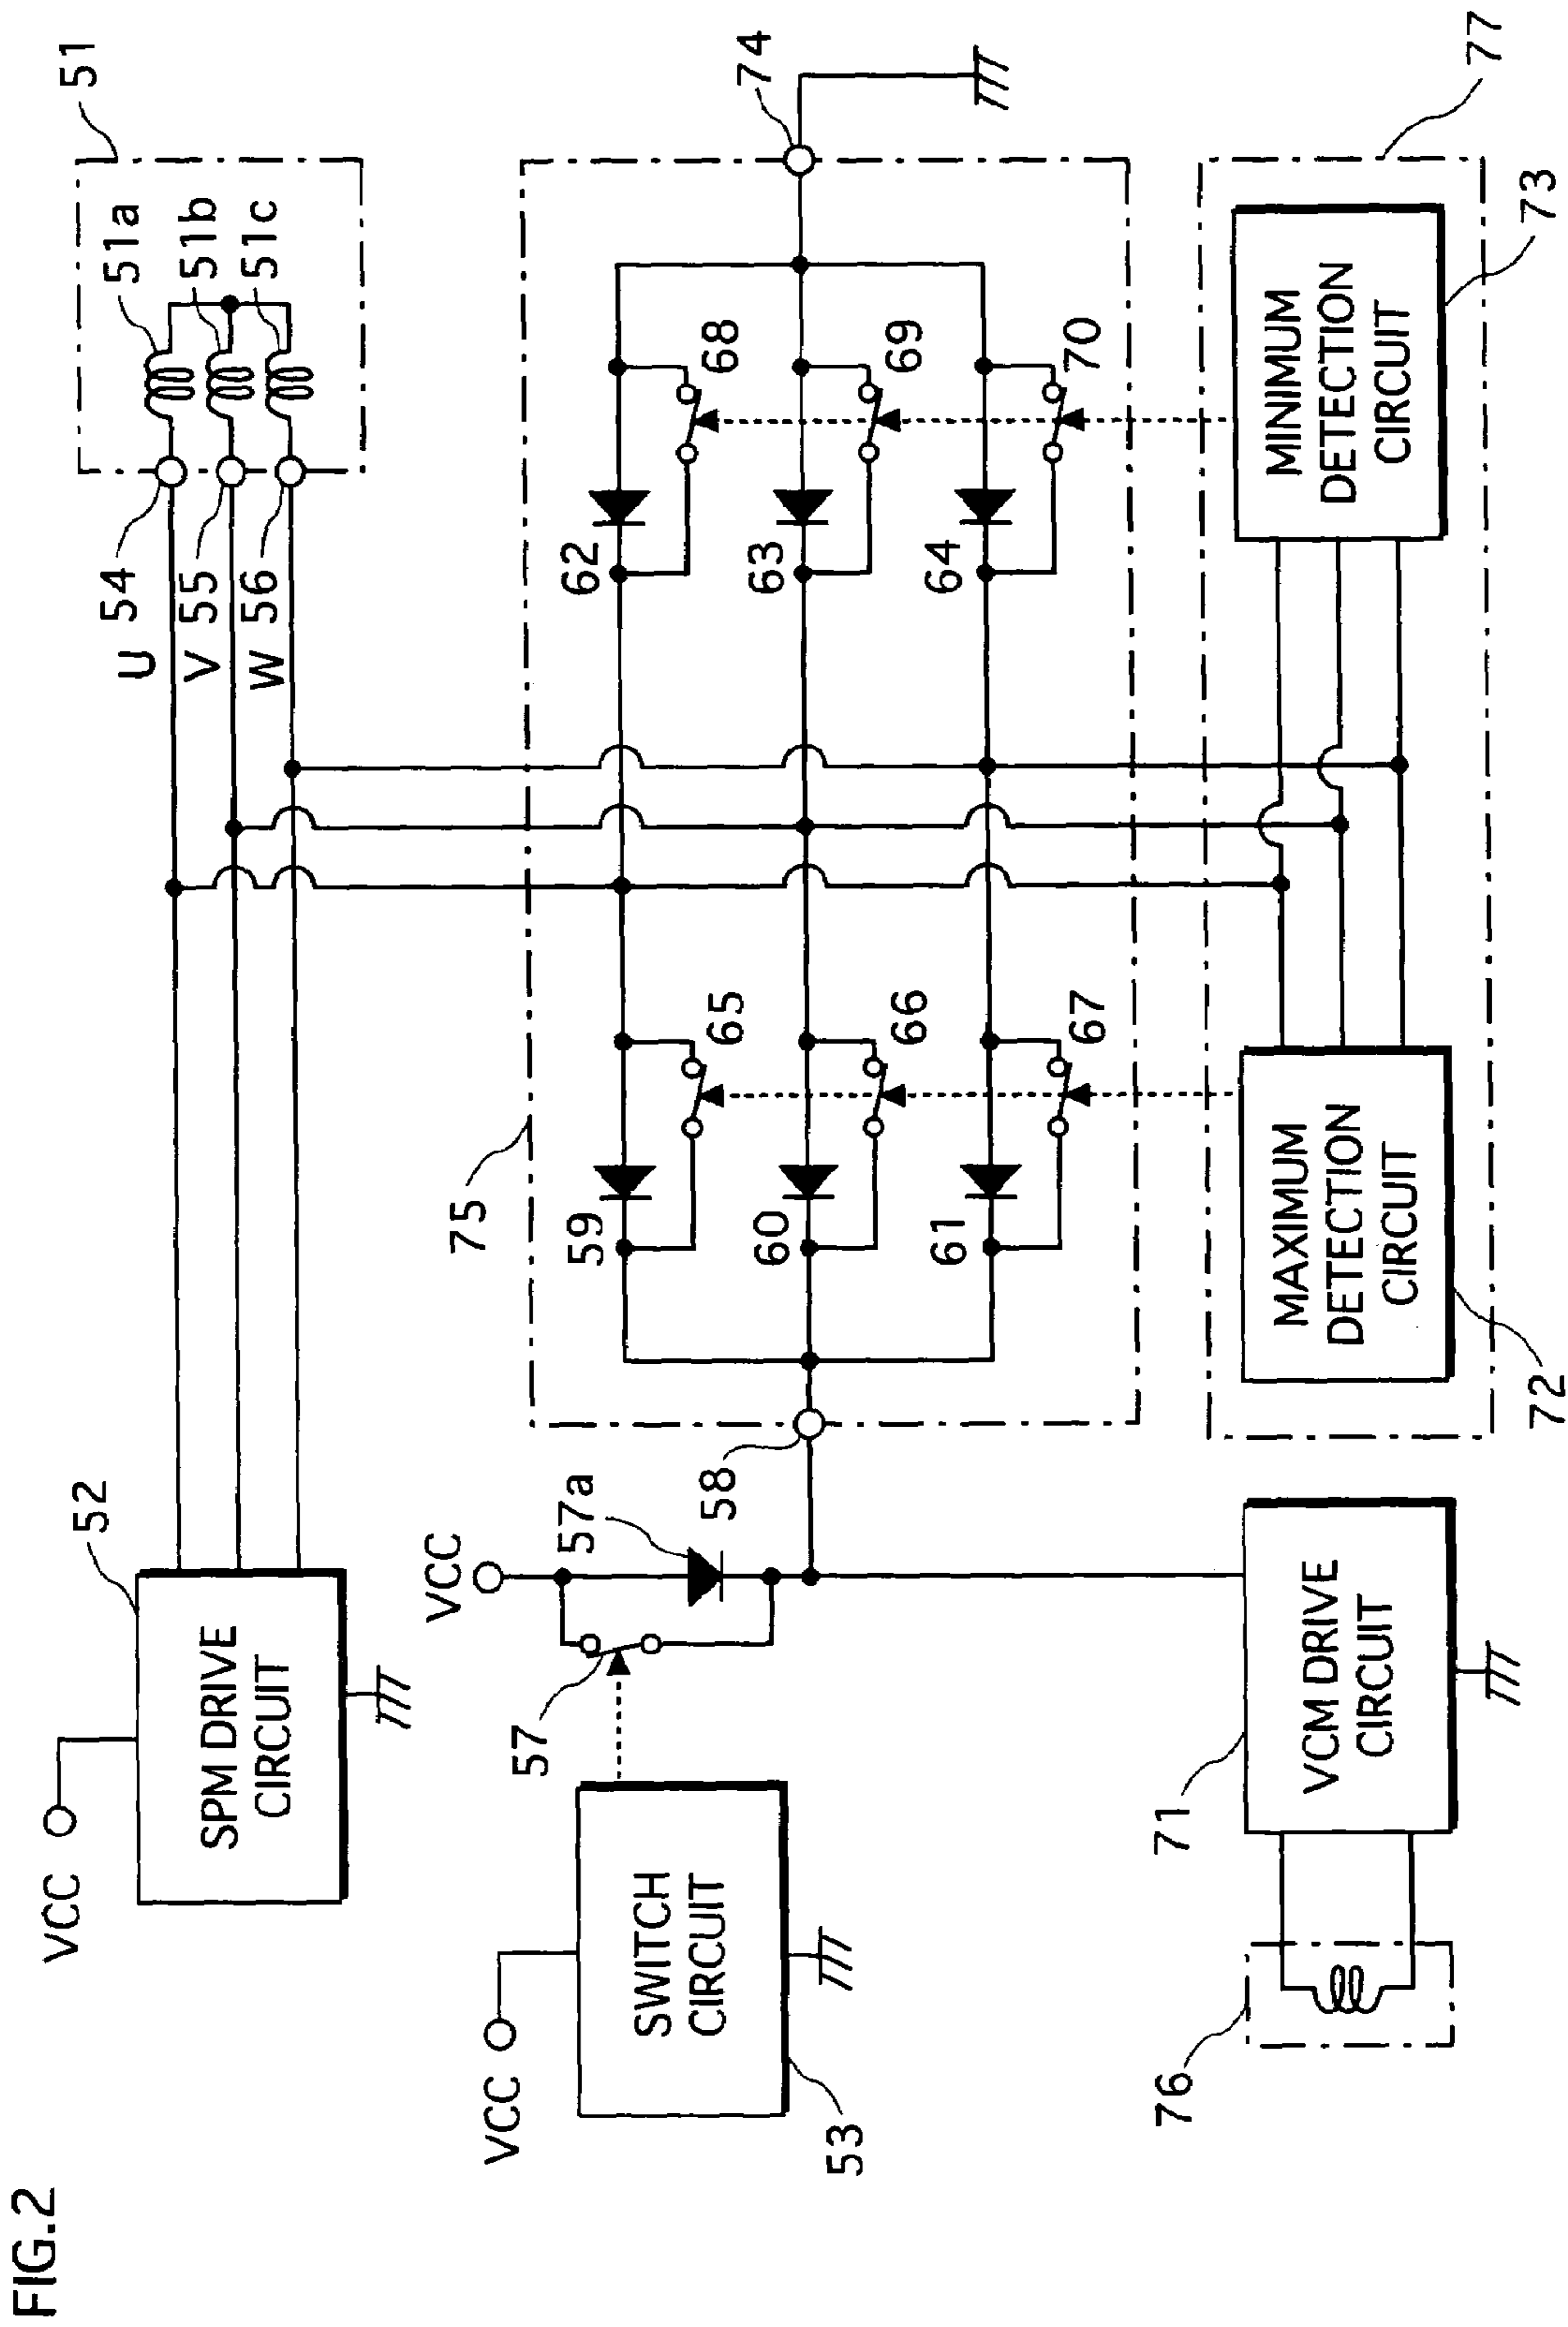 FIG.2
VCC
52
SPM DRIVE
CIRCUIT
U
V
W
54
55
56
51
51a
51b
51c
VCC
53
SWITCH
CIRCUIT
VCC
57
57a
58
75
59
60
61
65
66
67
62
63
64
68
69
70
74
76
71
VCM DRIVE
CIRCUIT
72
MAXIMUM
DETECTION
CIRCUIT
MINIMUM
DETECTION
CIRCUIT
73
77